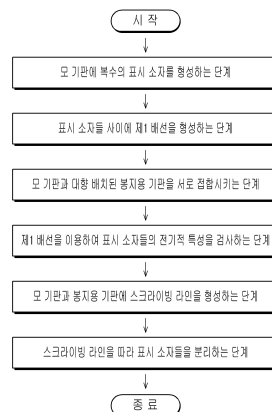 시 작
모 기판에 복수의 표시 소자를 형성하는 단계
표시 소자들 사이에 제1 배선을 형성하는 단계
모 기판과 대향 배치된 봉지용 기판을 서로 접합시키는 단계
제1 배선을 이용하여 표시 소자들의 전기적 특성을 검사하는 단계
모 기판과 봉지용 기판에 스크라이빙 라인을 형성하는 단계
스크라이빙 라인을 따라 표시 소자들을 분리하는 단계
종 료